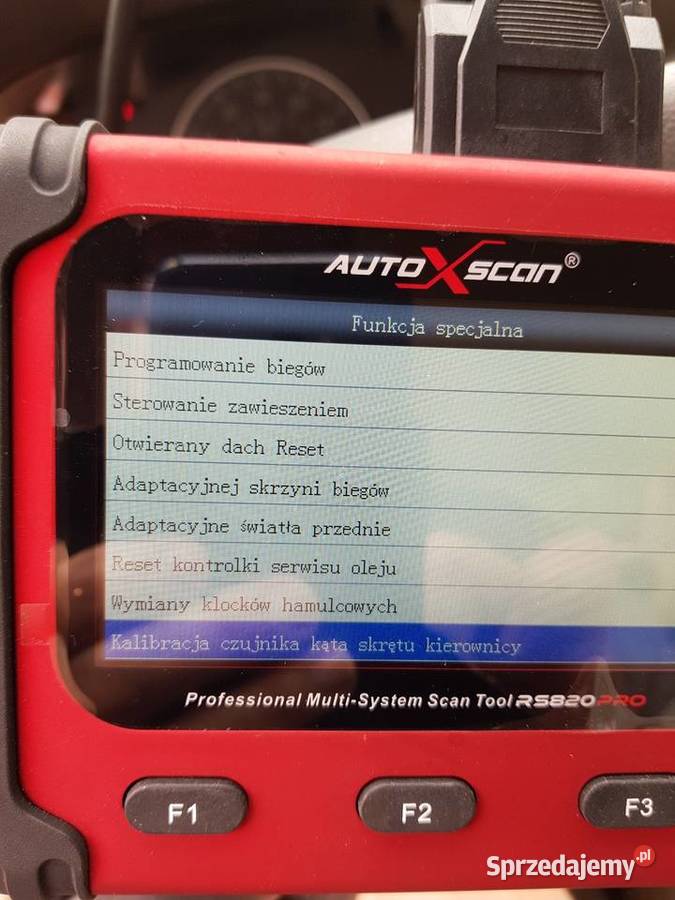 AUTOXSCAN®
Funkcja specjalna
Programowanie biegów
Sterowanie zawieszeniem
Otwierany dach Reset
Adaptacyjnej skrzyni biegów
Adaptacyjne światła przednie
Reset kontrolki serwisu oleju
Wymiany klocków hamulcowych
Kalibracja czujnika kąta skrętu kierownicy
Professional Multi-System Scan Tool RS820PRO
F1 F2 F3
Sprzedajemy.pl